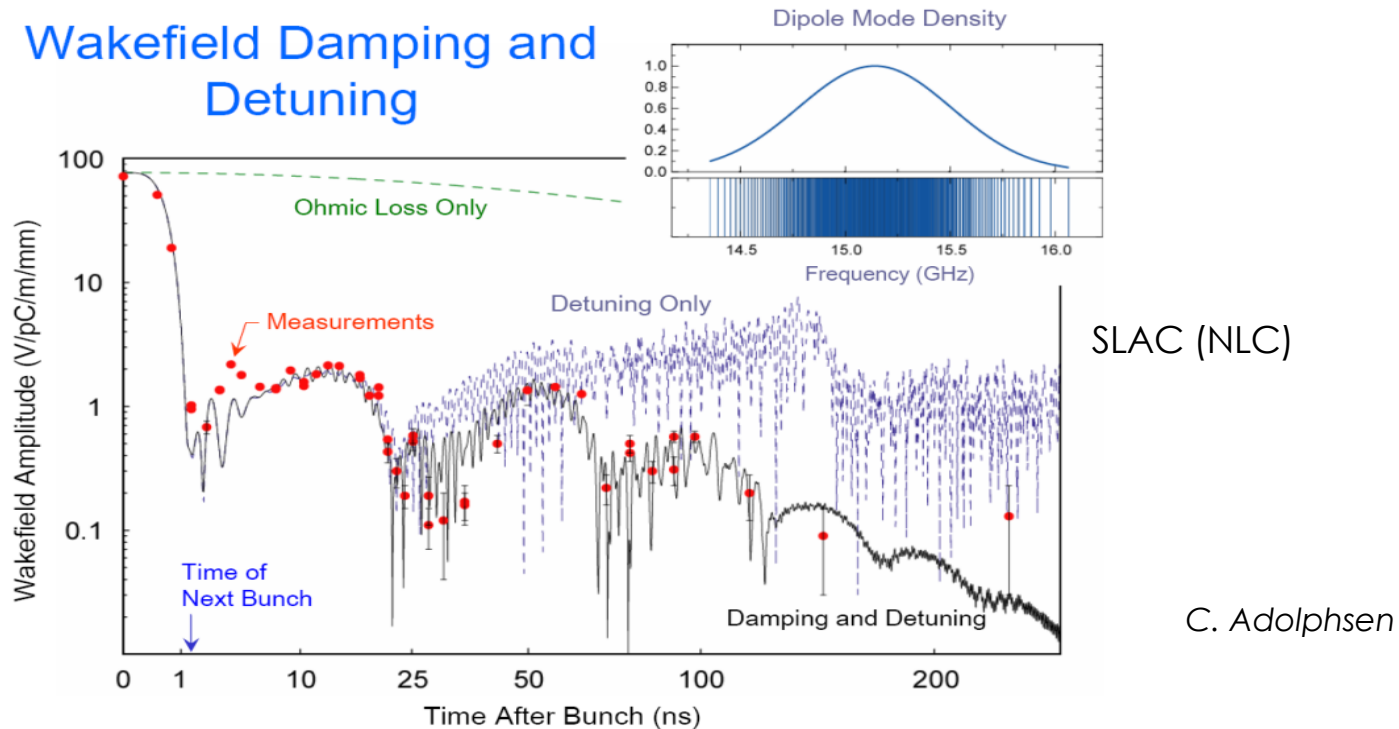 Wakefield Damping and
Detuning
Dipole Mode Density
1.0
0.8
0.6
0.4
0.2
0.0
14.5 15.0 15.5 16.0
Frequency (GHz)
Wakefield Amplitude (V/pC/m/mm)
100
10
1
0.1
Ohmic Loss Only
Measurements
Detuning Only
Time of
Next Bunch
Damping and Detuning
0 1 10 25 50 100 200
Time After Bunch (ns)
SLAC (NLC)
C. Adolphsen